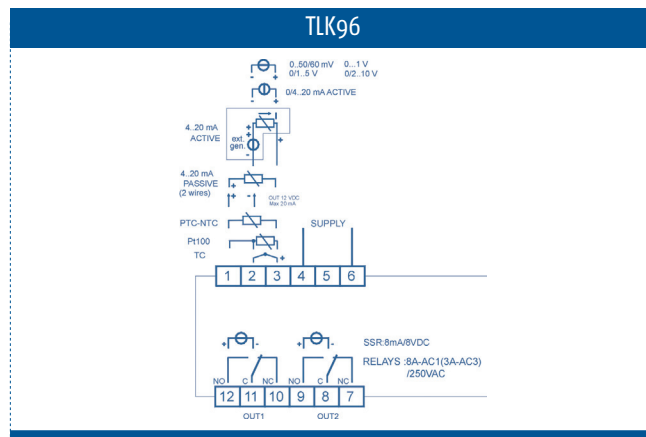 TLK96
0..50/60 mV 0...1 V
0/1..5 V 0/2..10 V
- +
0/4..20 mA ACTIVE
- +
4..20 mA
ACTIVE
ext.
gen.
+
+
-
+
4..20 mA
PASSIVE
(2 wires)
+ -
OUT 12 VDC
Max 20 mA
PTC-NTC
SUPPLY
Pt100
TC
- +
1 2 3 4 5 6
+ - + -
SSR:8mA/8VDC
RELAYS :8A-AC1(3A-AC3)
/250VAC
NO C NC NO C NC
12 11 10 9 8 7
OUT1 OUT2